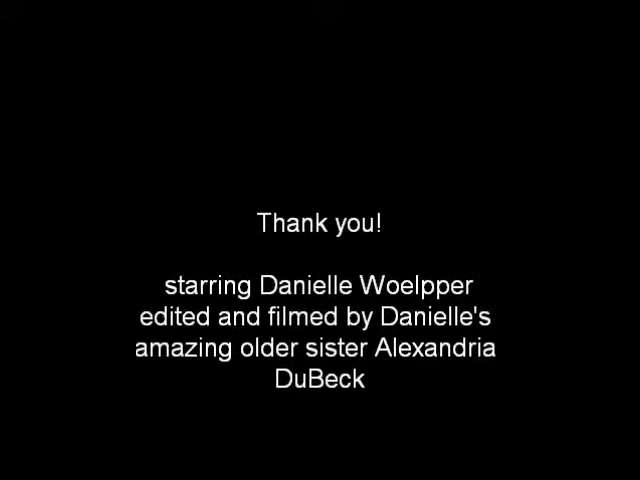 Thank you!
starring Danielle Woelpper
edited and filmed by Danielle's
amazing older sister Alexandria
DuBeck